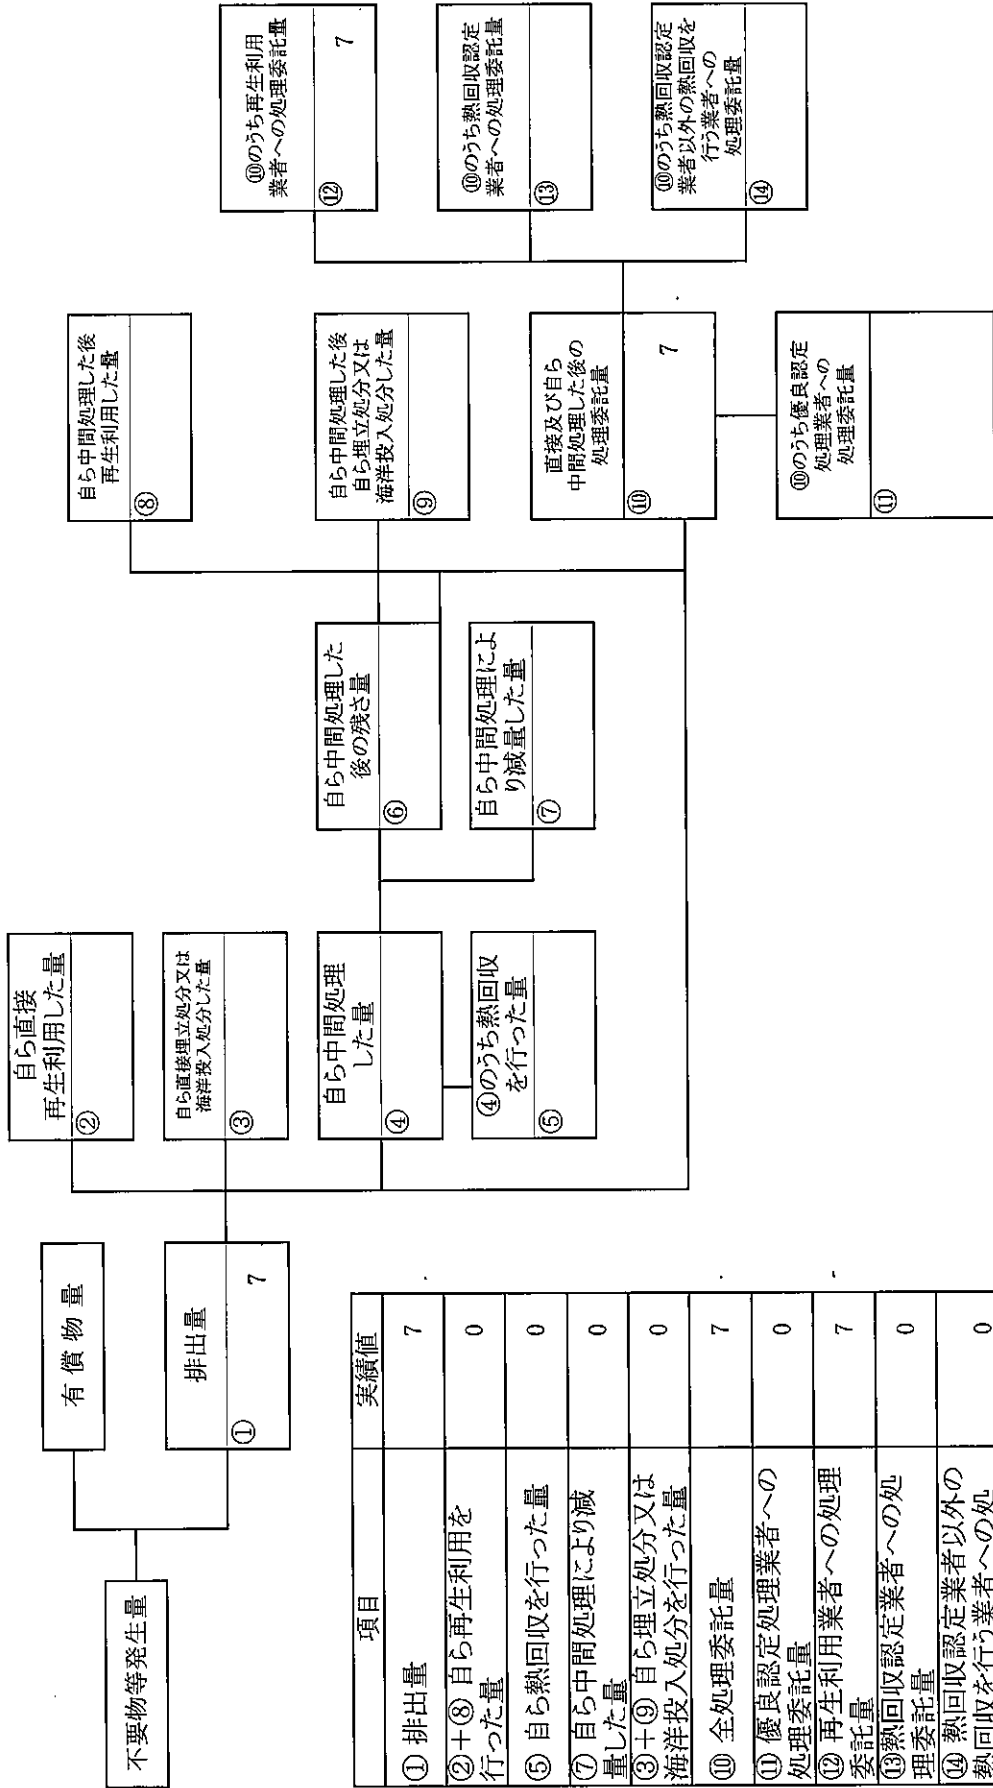 不要物等発生量
有 償 物 量
排出量
① 7
自ら直接
再生利用した量
②
自ら直接埋立処分又は
海洋投入処分した量
③
自ら中間処理
した量
④
④のうち熱回収
を行った量
⑤
自ら中間処理した
後の残さ量
⑥
自ら中間処理によ
り減量した量
⑦
自ら中間処理した後
再生利用した量
⑧
自ら中間処理した後
自ら埋立処分又は
海洋投入処分した量
⑨
直接及び自ら
中間処理した後の
処理委託量
⑩ 7
⑩のうち優良認定
処理業者への
処理委託量
⑪
⑩のうち再生利用
業者への処理委託量
⑫ 7
⑩のうち熱回収認定
業者への処理委託量
⑬
⑩のうち熱回収認定
業者以外の熱回収を
行う業者への
処理委託量
⑭
項目 実績値
① 排出量 7
②+⑧ 自ら再生利用を
行った量 0
⑤ 自ら熱回収を行った量 0
⑦ 自ら中間処理により減
量した量 0
③+⑨ 自ら埋立処分又は
海洋投入処分を行った量 0
⑩ 全処理委託量 7
⑪ 優良認定処理業者への
処理委託量 0
⑫ 再生利用業者への処理
委託量 7
⑬熱回収認定業者への処
理委託量 0
⑭ 熱回収認定業者以外の
熱回収を行う業者への処 0